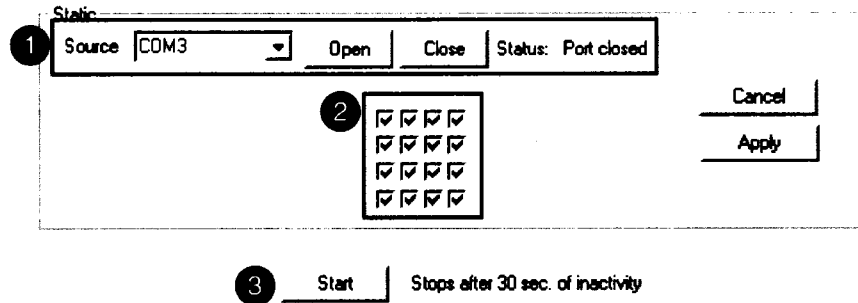 Static
1 Source COM3 Open Close Status: Port closed
2
Cancel
Apply
3 Start Stops after 30 sec. of inactivity